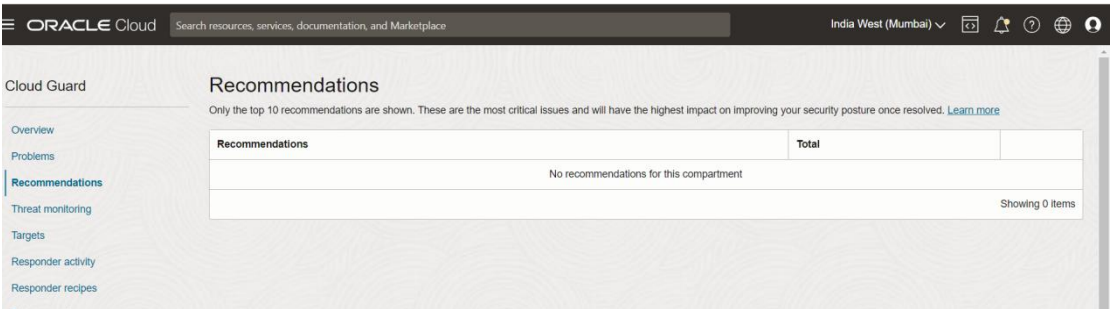 ORACLE Cloud
Search resources, services, documentation, and Marketplace
India West (Mumbai)
Cloud Guard
Overview
Problems
Recommendations
Threat monitoring
Targets
Responder activity
Responder recipes
Recommendations
Only the top 10 recommendations are shown. These are the most critical issues and will have the highest impact on improving your security posture once resolved. Learn more
Recommendations Total
No recommendations for this compartment
Showing 0 items